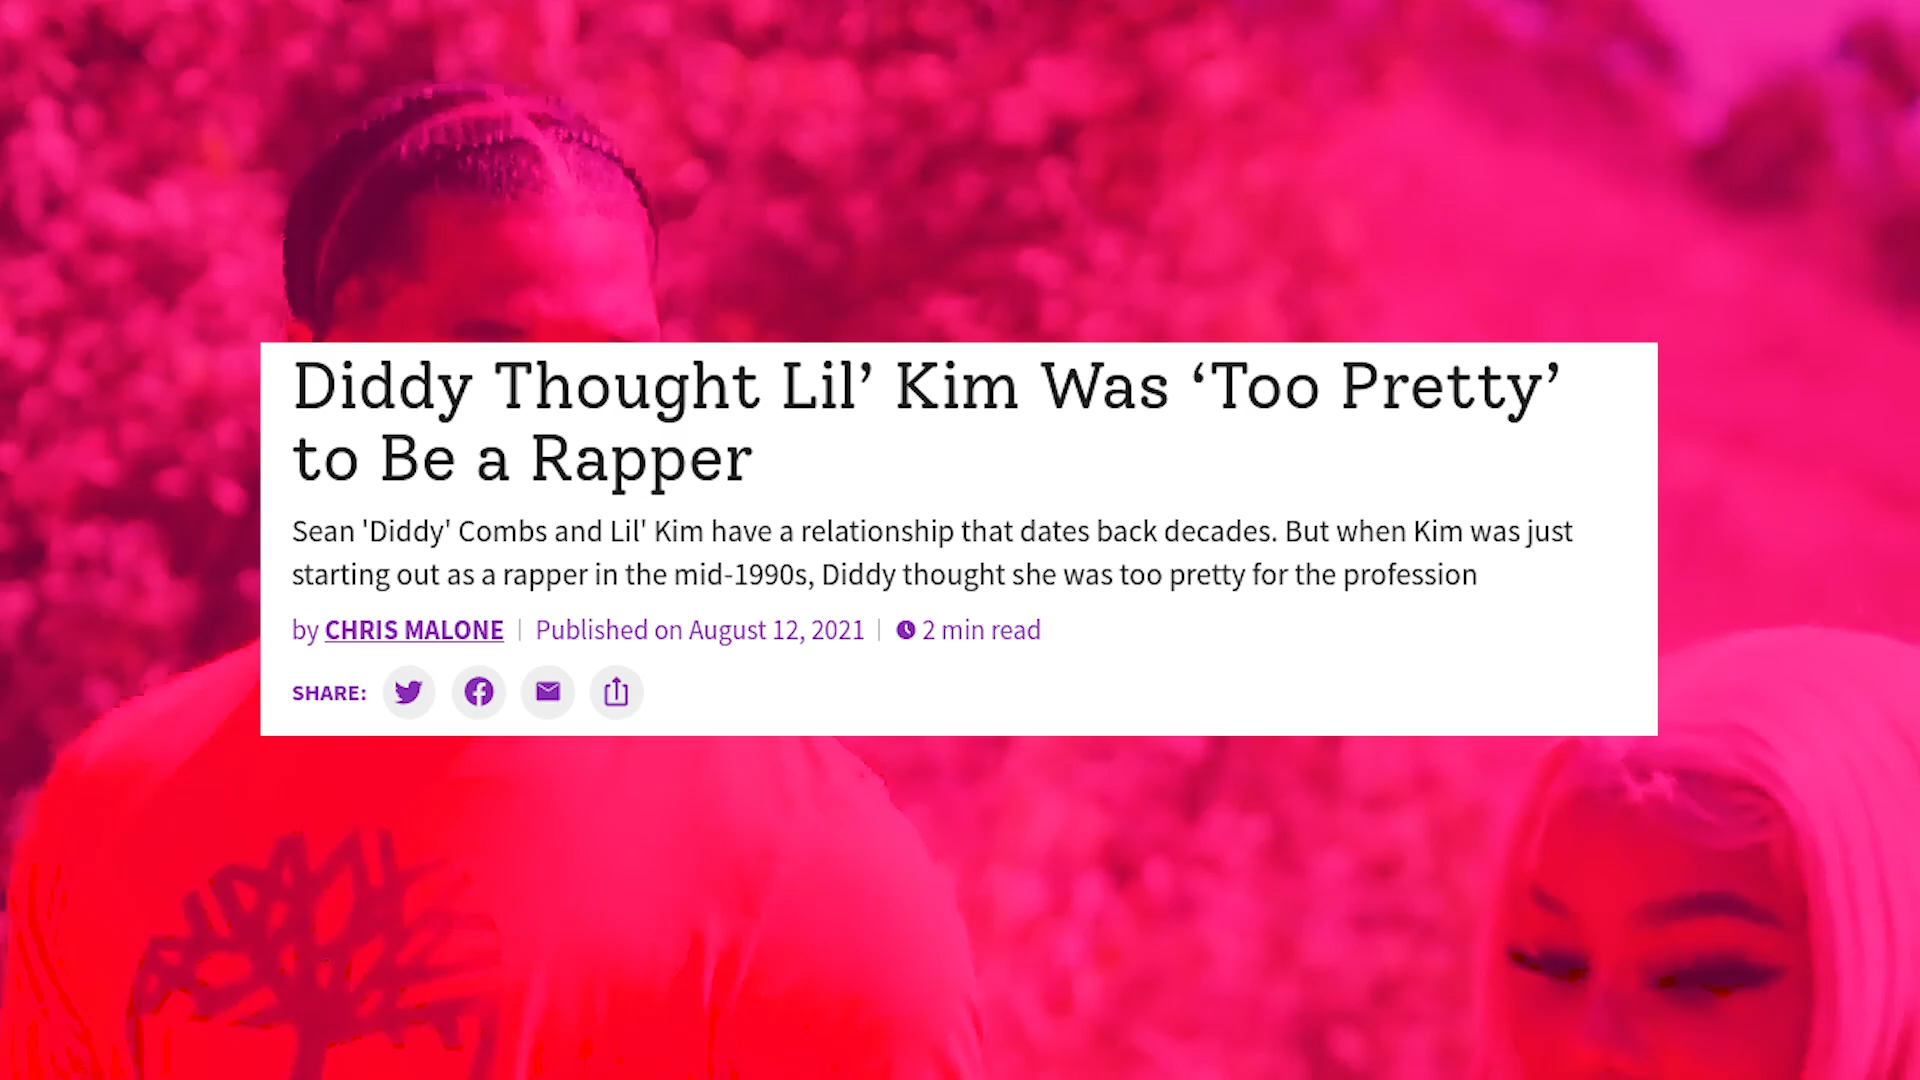 Diddy Thought Lil’ Kim Was ‘Too Pretty’
to Be a Rapper
Sean 'Diddy' Combs and Lil' Kim have a relationship that dates back decades. But when Kim was just
starting out as a rapper in the mid-1990s, Diddy thought she was too pretty for the profession
by CHRIS MALONE | Published on August 12, 2021 | 2 min read
SHARE: